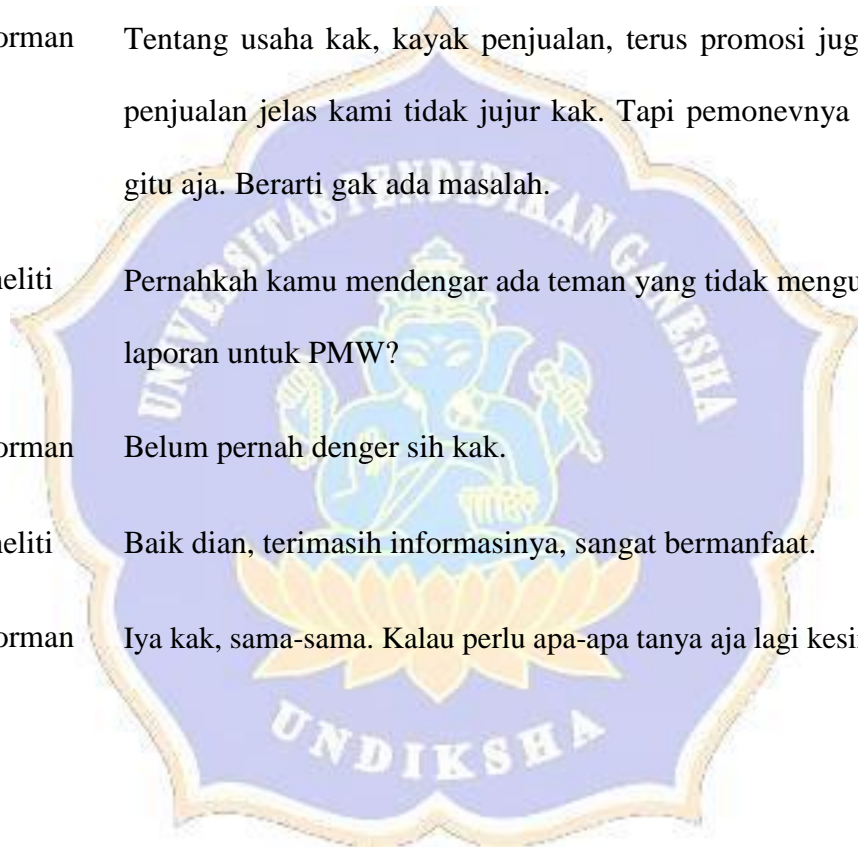 orman Tentang usaha kak, kayak penjualan, terus promosi jug
penjualan jelas kami tidak jujur kak. Tapi pemonevnya
gitu aja. Berarti gak ada masalah.
neliti Pernahkah kamu mendengar ada teman yang tidak mengu
laporan untuk PMW?
orman Belum pernah denger sih kak.
neliti Baik dian, terimasih informasinya, sangat bermanfaat.
orman Iya kak, sama-sama. Kalau perlu apa-apa tanya aja lagi kesi
UNIVERSITAS PENDIDIKAN GANESHA
UNDIKSHA